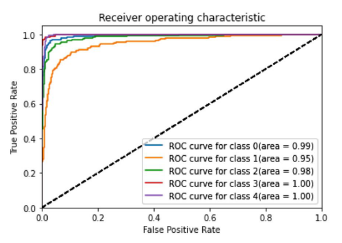 Receiver operating characteristic
1.0
0.8
0.6
0.4
0.2
0.0
True Positive Rate
ROC curve for class 0(area = 0.99)
ROC curve for class 1(area = 0.95)
ROC curve for class 2(area = 0.98)
ROC curve for class 3(area = 1.00)
ROC curve for class 4(area = 1.00)
0.0 0.2 0.4 0.6 0.8 1.0
False Positive Rate